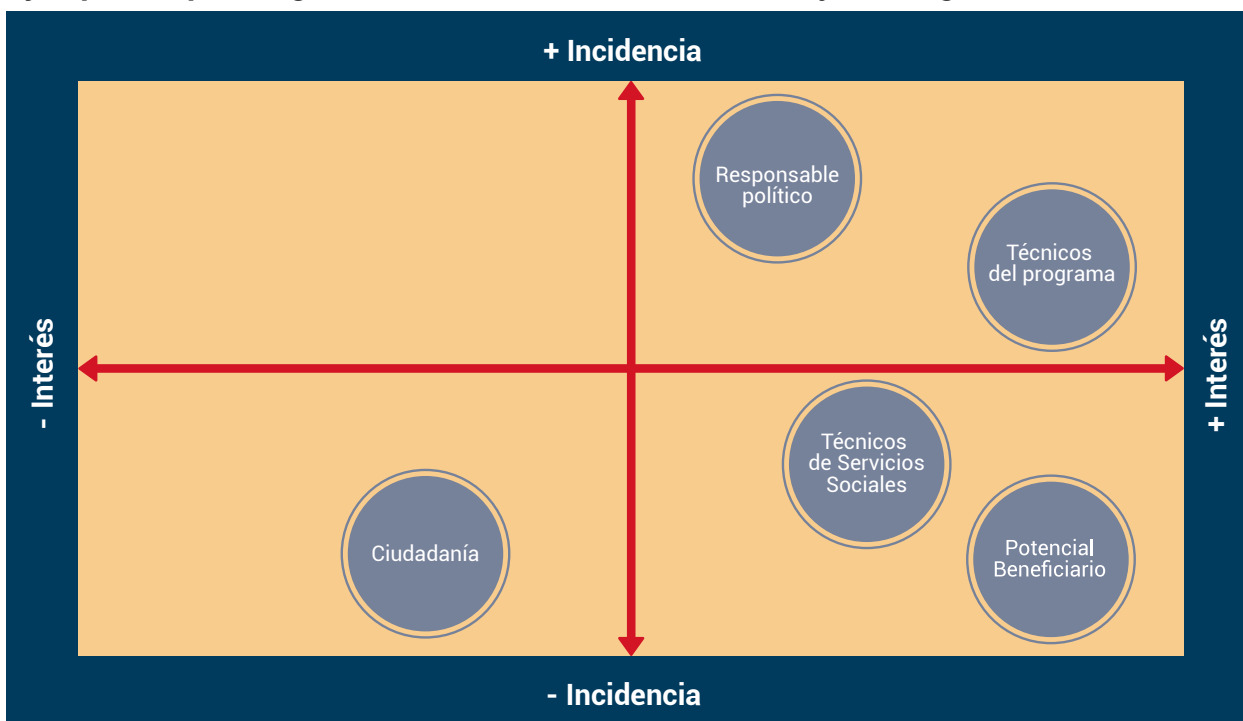 + Incidencia
Responsable
político
Técnicos
del programa
- Interés
+ Interés
Técnicos
de Servicios
Sociales
Ciudadanía
Potencial
Beneficiario
- Incidencia